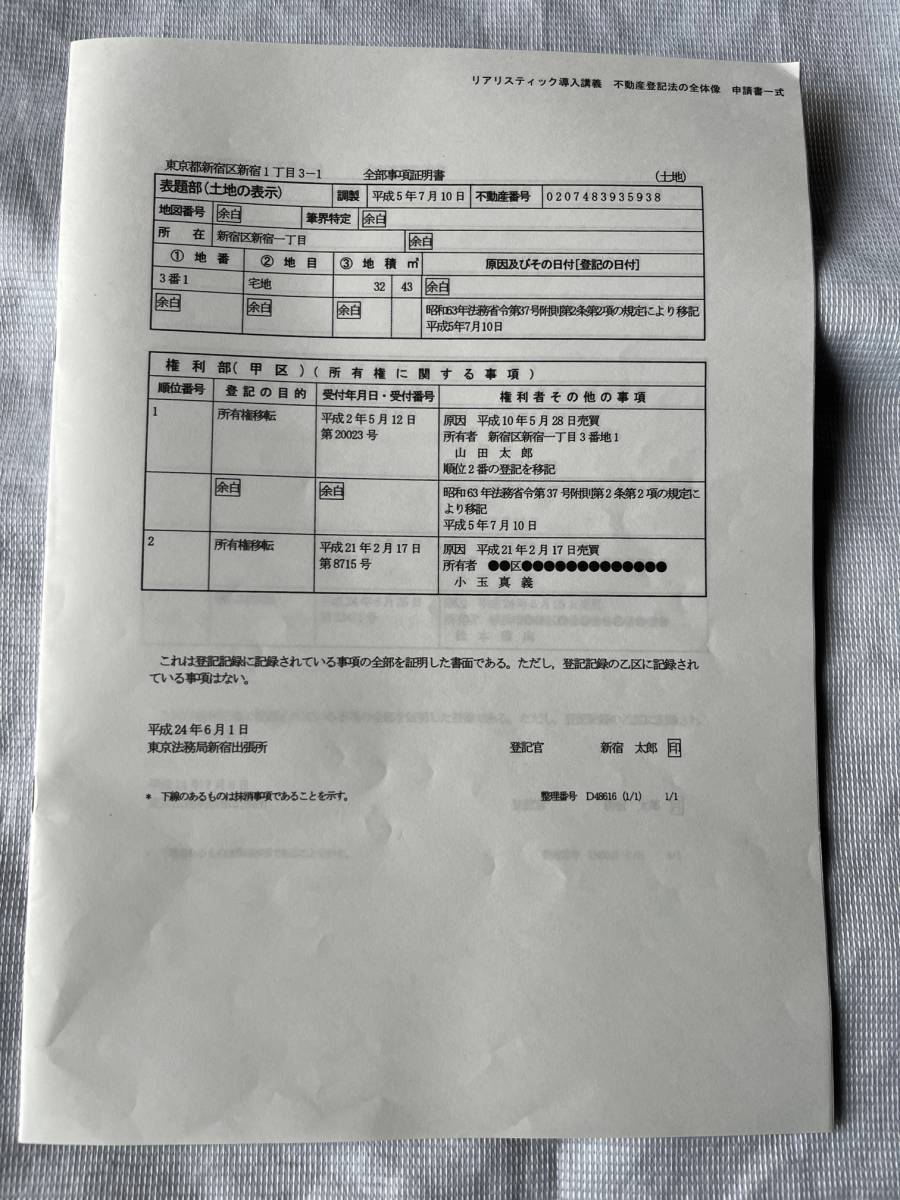 リアリスティック導入講義 不動産登記法の全体像 申請書一式
東京都新宿区新宿1丁目3-1 全部事項証明書 (土地)
表題部(土地の表示) 調製 平成5年7月10日 不動産番号 0207483935938
地図番号 余白 筆界特定 余白
所 在 新宿区新宿一丁目 余白
① 地 番 ② 地 目 ③ 地 積 ㎡ 原因及びその日付[登記の日付]
3番1 宅地 32 43 余白
余白 余白 余白 昭和63年法務省令第37号附則第2条第2項の規定により移記
平成5年7月10日
権 利 部( 甲 区 )( 所 有 権 に 関 す る 事 項 )
順位番号 登 記 の 目 的 受付年月日・受付番号 権 利 者 そ の 他 の 事 項
1 所有権移転 平成2年5月12日 原因 平成10年5月28日売買
第20023号 所有者 新宿区新宿一丁目3番地1
山 田 太 郎
順位2番の登記を移記
余白 余白 昭和63年法務省令第37号附則第2条第2項の規定に
より移記
平成5年7月10日
2 所有権移転 平成21年2月17日 原因 平成21年2月17日売買
第8715号 所有者 ●●区●●●●●●●●●●●●●
小 玉 真 義
これは登記記録に記録されている事項の全部を証明した書面である。ただし,登記記録の乙区に記録され
ている事項はない。
平成24年6月1日
東京法務局新宿出張所 登記官 新宿 太郎 印
* 下線のあるものは抹消事項であることを示す。 整理番号 D48616 (1/1) 1/1